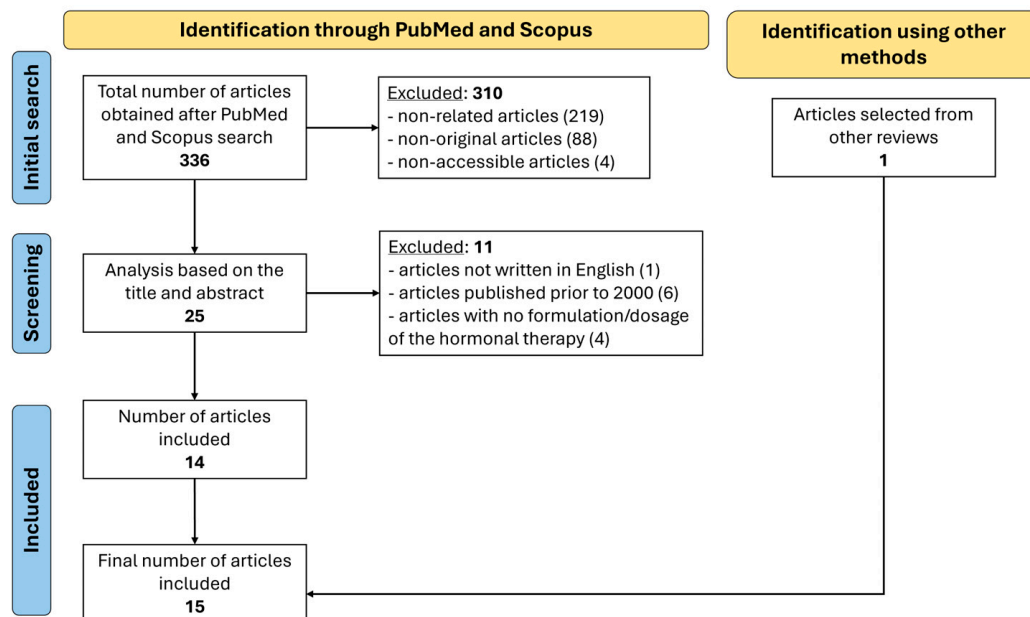 Identification through PubMed and Scopus
Identification using other
methods
Initial search
Total number of articles
obtained after PubMed
and Scopus search
336
Excluded: 310
- non-related articles (219)
- non-original articles (88)
- non-accessible articles (4)
Articles selected from
other reviews
1
Screening
Analysis based on the
title and abstract
25
Excluded: 11
- articles not written in English (1)
- articles published prior to 2000 (6)
- articles with no formulation/dosage
of the hormonal therapy (4)
Included
Number of articles
included
14
Final number of articles
included
15